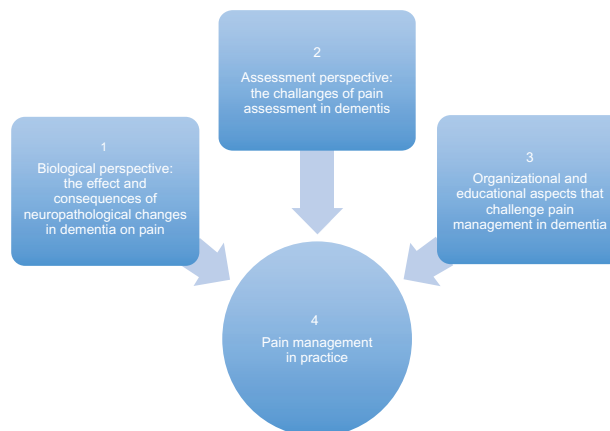 1
Biological perspective:
the effect and
consequences of
neuropathological changes
in dementia on pain
2
Assessment perspective:
the challanges of pain
assessment in dementis
3
Organizational and
educational aspects that
challenge pain
management in dementia
4
Pain management
in practice